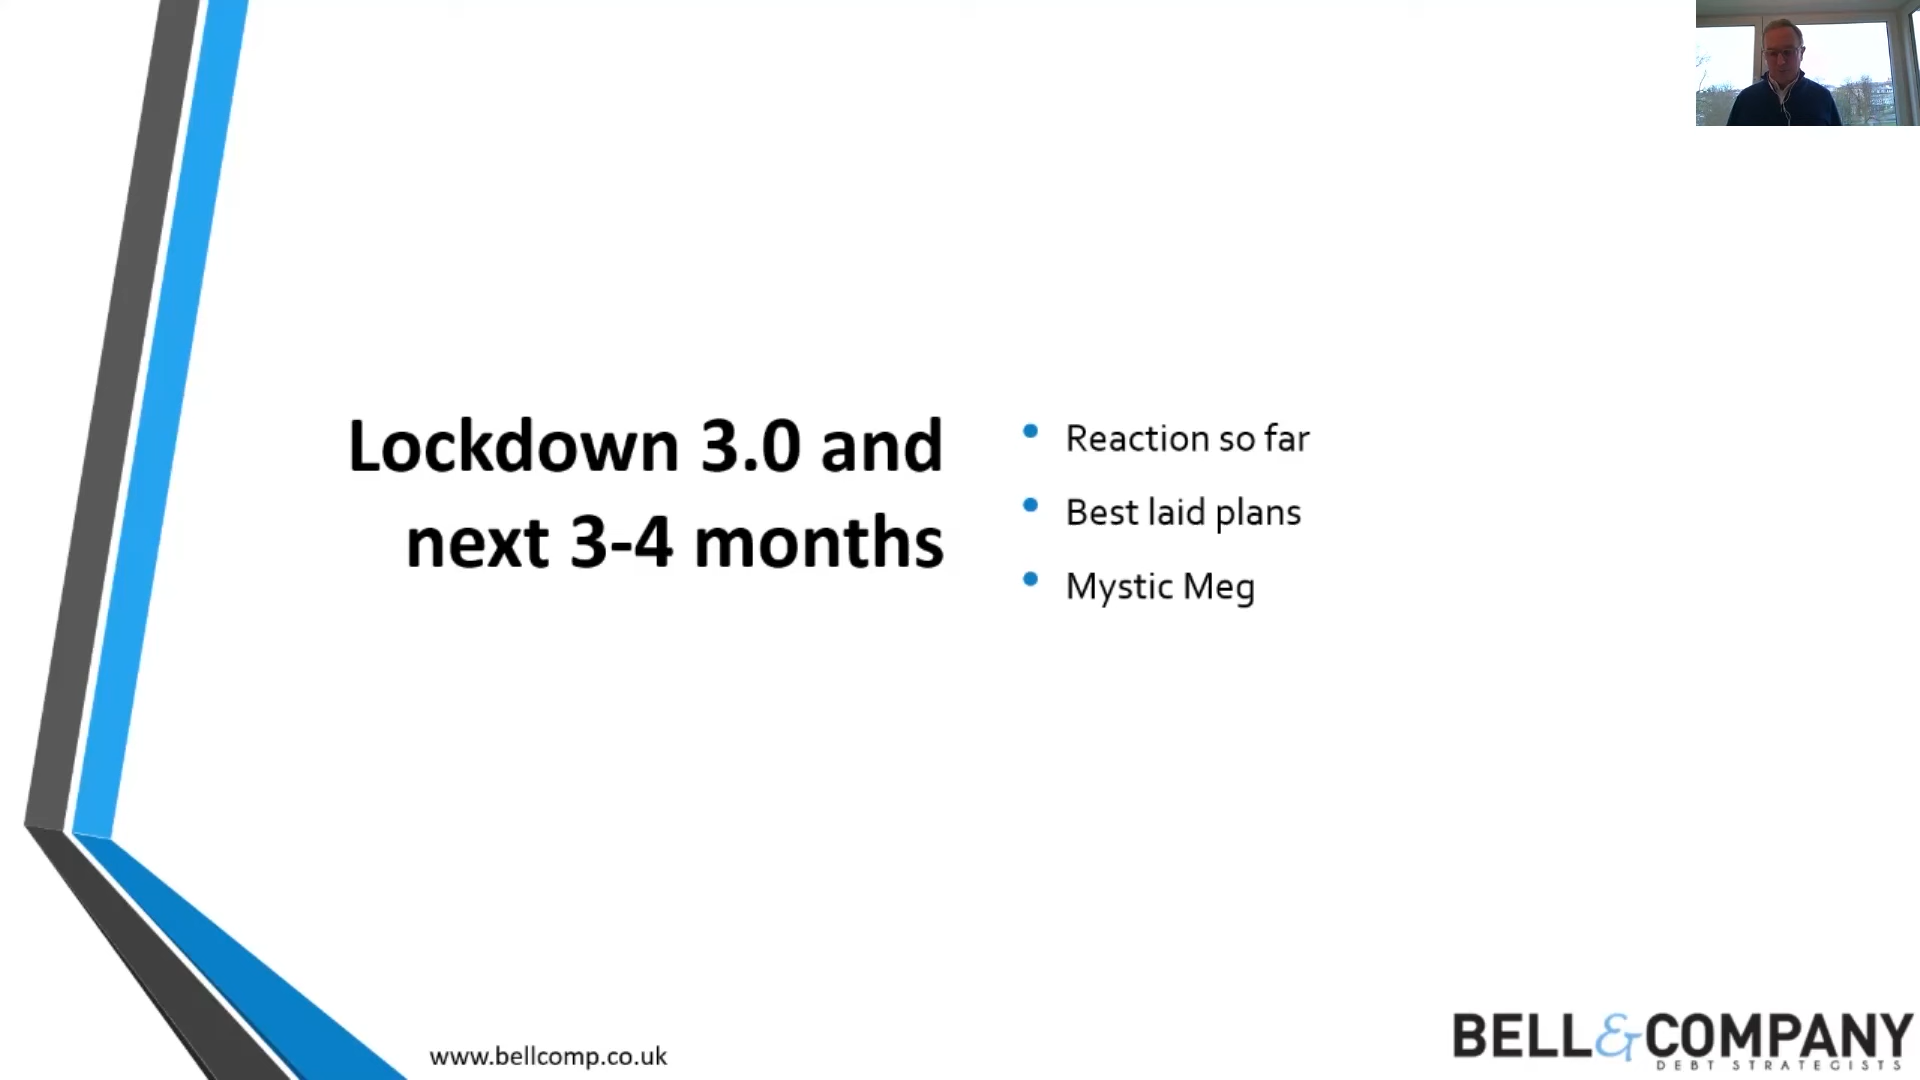 Lockdown 3.0 and
next 3-4 months
• Reaction so far
• Best laid plans
• Mystic Meg
www.bellcomp.co.uk
BELL&COMPANY
DEBT STRATEGISTS